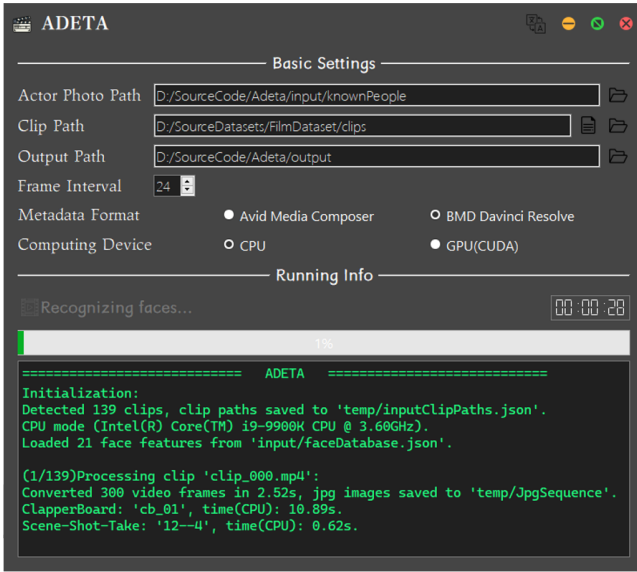 ADETA
Basic Settings
Actor Photo Path D:/SourceCode/Adeta/input/knownPeople
Clip Path D:/SourceDatasets/FilmDataset/clips
Output Path D:/SourceCode/Adeta/output
Frame Interval 24
Metadata Format Avid Media Composer BMD Davinci Resolve
Computing Device CPU GPU(CUDA)
Running Info
Recognizing faces... 00:00:28
1%
============================ ADETA ============================
Initialization:
Detected 139 clips, clip paths saved to 'temp/inputClipPaths.json'.
CPU mode (Intel(R) Core(TM) i9-9900K CPU @ 3.60GHz).
Loaded 21 face features from 'input/faceDatabase.json'.
(1/139)Processing clip 'clip_000.mp4':
Converted 300 video frames in 2.52s, jpg images saved to 'temp/JpgSequence'.
ClapperBoard: 'cb_01', time(CPU): 10.89s.
Scene-Shot-Take: '12--4', time(CPU): 0.62s.